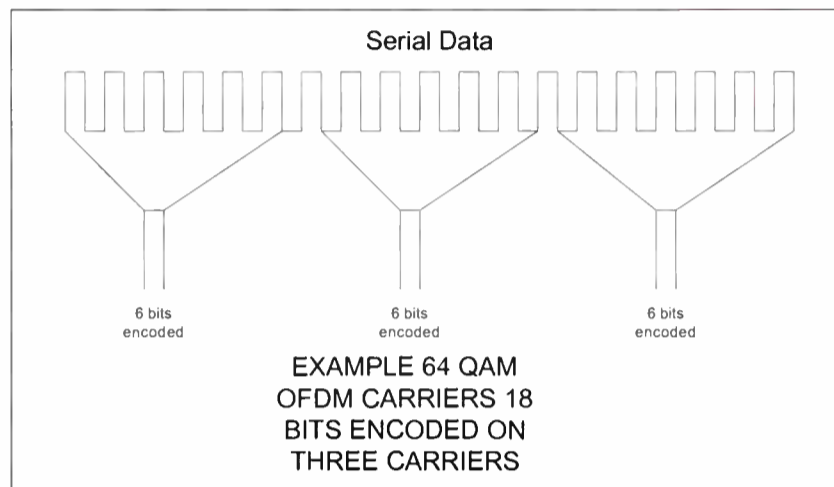 Serial Data
6 bits
encoded
6 bits
encoded
6 bits
encoded
EXAMPLE 64 QAM
OFDM CARRIERS 18
BITS ENCODED ON
THREE CARRIERS